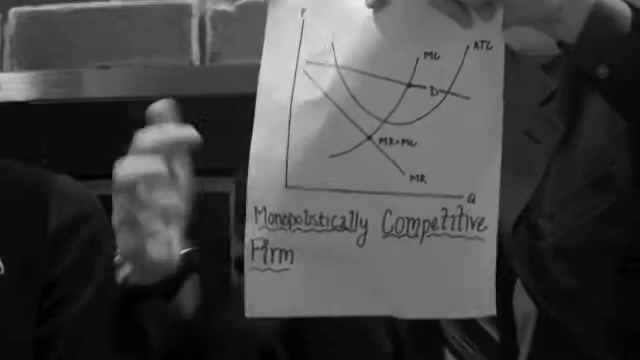 P
MC
ATC
D
MR=MC
MR
Q
Monopolistically Competitive
Firm